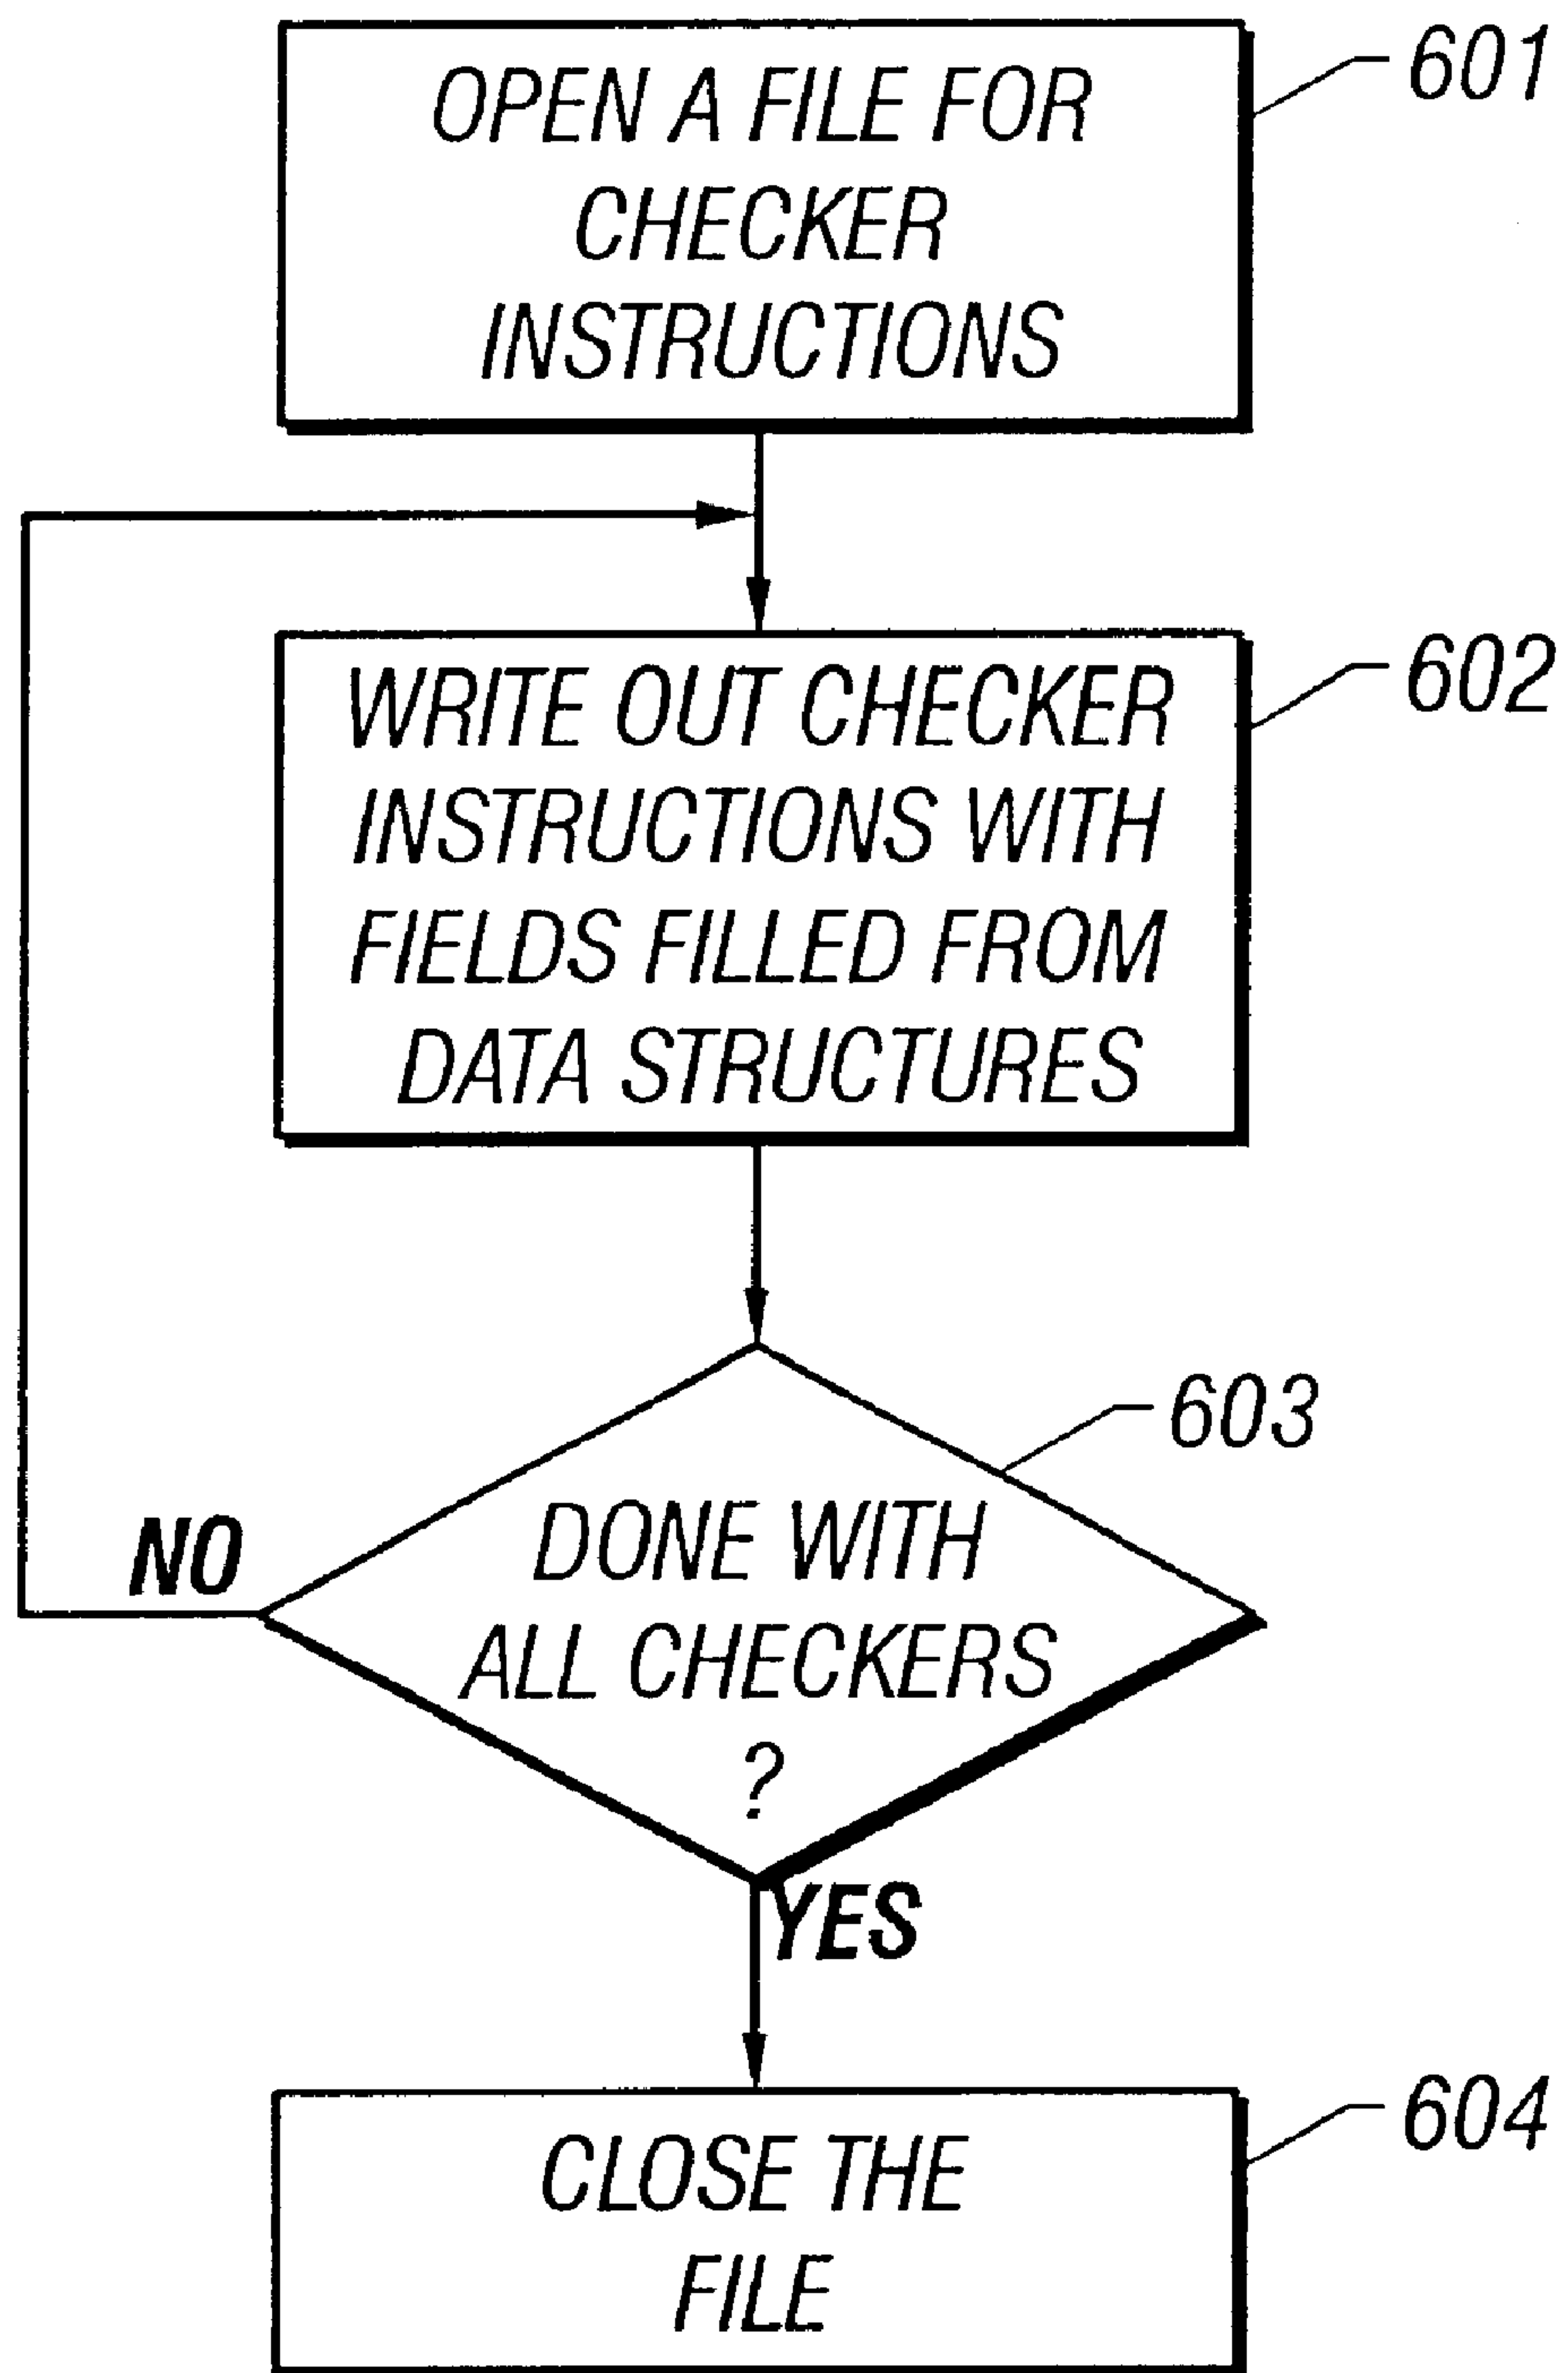 OPEN A FILE FOR
CHECKER
INSTRUCTIONS
601
WRITE OUT CHECKER
INSTRUCTIONS WITH
FIELDS FILLED FROM
DATA STRUCTURES
602
603
DONE WITH
ALL CHECKERS
?
NO
YES
CLOSE THE
FILE
604